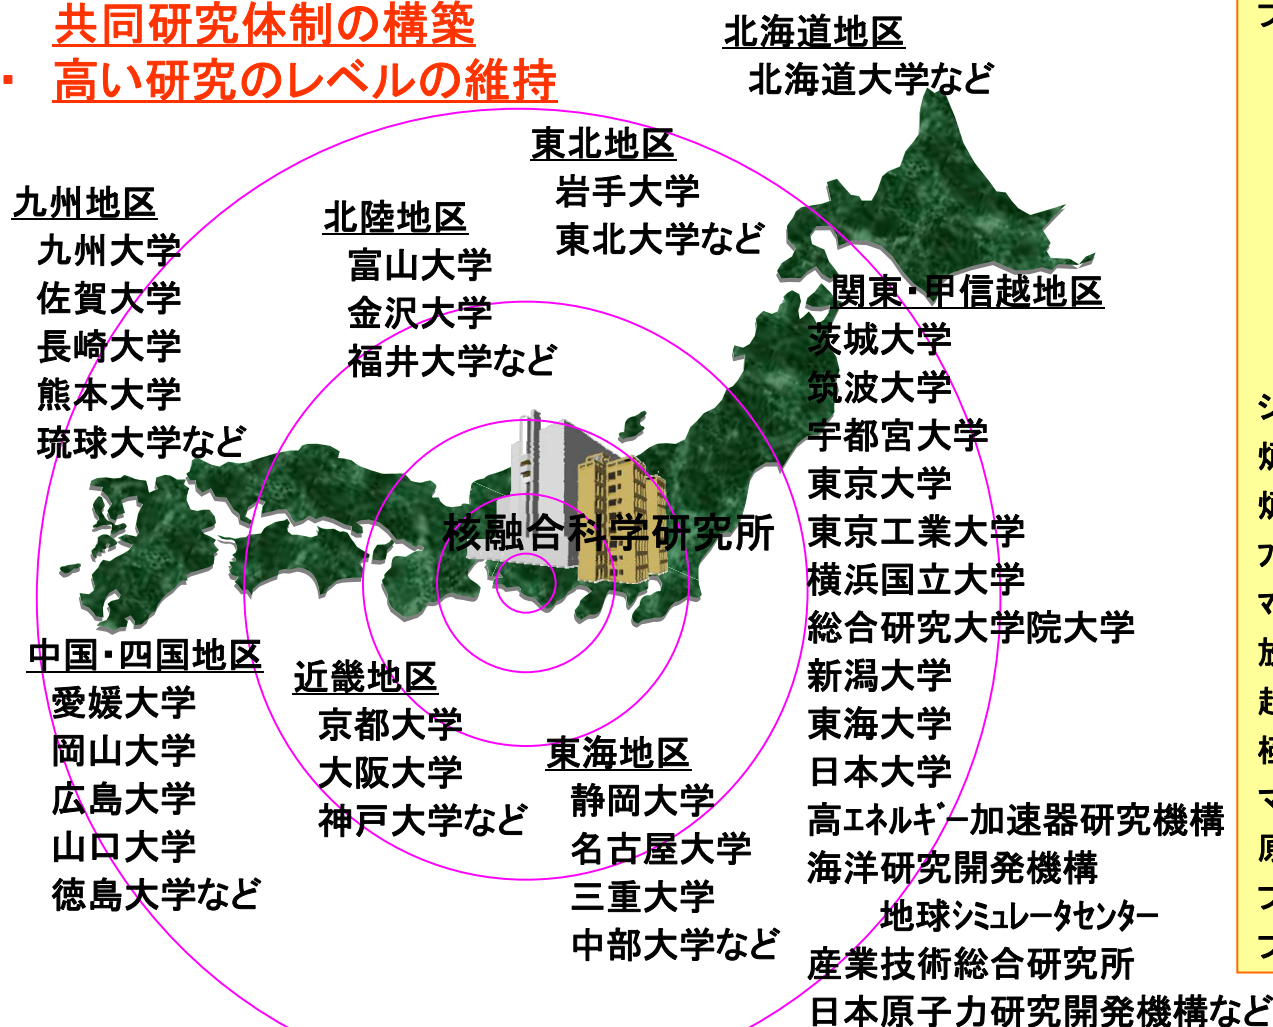 共同研究体制の構築
・ 高い研究のレベルの維持
北海道地区
北海道大学など
東北地区
岩手大学
東北大学など
九州地区
九州大学
佐賀大学
長崎大学
熊本大学
琉球大学など
北陸地区
富山大学
金沢大学
福井大学など
関東・甲信越地区
茨城大学
筑波大学
宇都宮大学
東京大学
東京工業大学
横浜国立大学
総合研究大学院大学
新潟大学
東海大学
日本大学
高エネルギー加速器研究機構
海洋研究開発機構
地球シミュレータセンター
産業技術総合研究所
日本原子力研究開発機構など
核融合科学研究所
中国・四国地区
愛媛大学
岡山大学
広島大学
山口大学
徳島大学など
近畿地区
京都大学
大阪大学
神戸大学など
東海地区
静岡大学
名古屋大学
三重大学
中部大学など